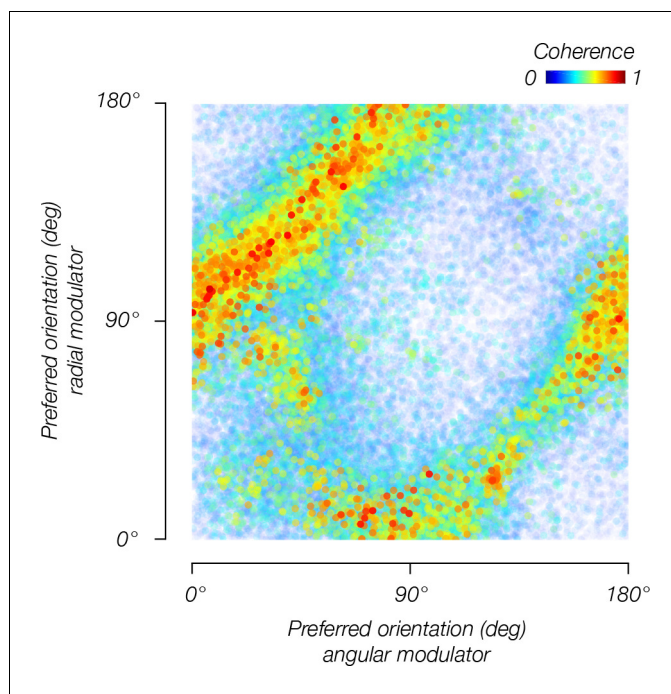 Coherence
0 1
180°
90°
0°
Preferred orientation (deg)
radial modulator
0° 90° 180°
Preferred orientation (deg)
angular modulator